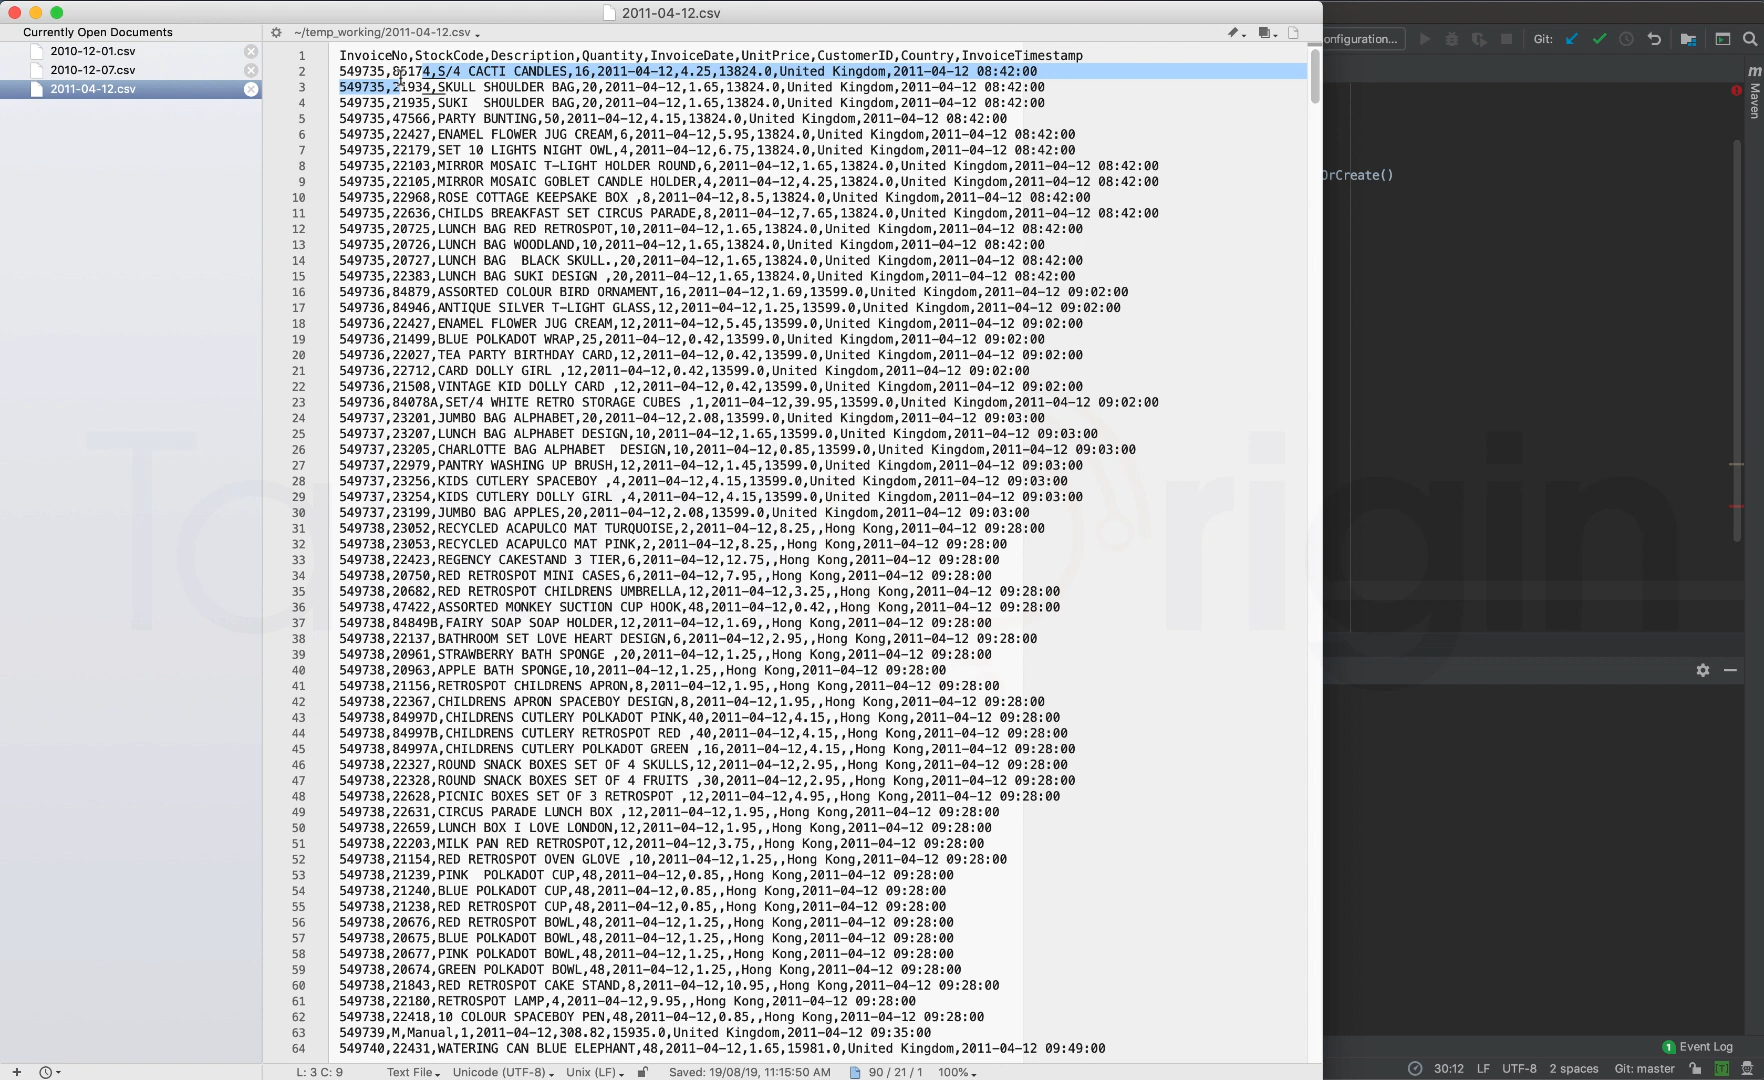 2011-04-12.csv
Currently Open Documents
2010-12-01.csv
2010-12-07.csv
2011-04-12.csv
~/temp_working/2011-04-12.csv
1 InvoiceNo,StockCode,Description,Quantity,InvoiceDate,UnitPrice,CustomerID,Country,InvoiceTimestamp
2 549735,85174,S/4 CACTI CANDLES,16,2011-04-12,4.25,13824.0,United Kingdom,2011-04-12 08:42:00
3 549735,21934,SKULL SHOULDER BAG,20,2011-04-12,1.65,13824.0,United Kingdom,2011-04-12 08:42:00
4 549735,21935,SUKI  SHOULDER BAG,20,2011-04-12,1.65,13824.0,United Kingdom,2011-04-12 08:42:00
5 549735,47566,PARTY BUNTING,50,2011-04-12,4.15,13824.0,United Kingdom,2011-04-12 08:42:00
6 549735,22427,ENAMEL FLOWER JUG CREAM,6,2011-04-12,5.95,13824.0,United Kingdom,2011-04-12 08:42:00
7 549735,22179,SET 10 LIGHTS NIGHT OWL,4,2011-04-12,6.75,13824.0,United Kingdom,2011-04-12 08:42:00
8 549735,22103,MIRROR MOSAIC T-LIGHT HOLDER ROUND,6,2011-04-12,1.65,13824.0,United Kingdom,2011-04-12 08:42:00
9 549735,22105,MIRROR MOSAIC GOBLET CANDLE HOLDER,4,2011-04-12,4.25,13824.0,United Kingdom,2011-04-12 08:42:00
10 549735,22968,ROSE COTTAGE KEEPSAKE BOX ,8,2011-04-12,8.5,13824.0,United Kingdom,2011-04-12 08:42:00
11 549735,22636,CHILDS BREAKFAST SET CIRCUS PARADE,8,2011-04-12,7.65,13824.0,United Kingdom,2011-04-12 08:42:00
12 549735,20725,LUNCH BAG RED RETROSPOT,10,2011-04-12,1.65,13824.0,United Kingdom,2011-04-12 08:42:00
13 549735,20726,LUNCH BAG WOODLAND,10,2011-04-12,1.65,13824.0,United Kingdom,2011-04-12 08:42:00
14 549735,20727,LUNCH BAG  BLACK SKULL.,20,2011-04-12,1.65,13824.0,United Kingdom,2011-04-12 08:42:00
15 549735,22383,LUNCH BAG SUKI DESIGN ,20,2011-04-12,1.65,13824.0,United Kingdom,2011-04-12 08:42:00
16 549736,84879,ASSORTED COLOUR BIRD ORNAMENT,16,2011-04-12,1.69,13599.0,United Kingdom,2011-04-12 09:02:00
17 549736,84946,ANTIQUE SILVER T-LIGHT GLASS,12,2011-04-12,1.25,13599.0,United Kingdom,2011-04-12 09:02:00
18 549736,22427,ENAMEL FLOWER JUG CREAM,12,2011-04-12,5.45,13599.0,United Kingdom,2011-04-12 09:02:00
19 549736,21499,BLUE POLKADOT WRAP,25,2011-04-12,0.42,13599.0,United Kingdom,2011-04-12 09:02:00
20 549736,22027,TEA PARTY BIRTHDAY CARD,12,2011-04-12,0.42,13599.0,United Kingdom,2011-04-12 09:02:00
21 549736,22712,CARD DOLLY GIRL ,12,2011-04-12,0.42,13599.0,United Kingdom,2011-04-12 09:02:00
22 549736,21508,VINTAGE KID DOLLY CARD ,12,2011-04-12,0.42,13599.0,United Kingdom,2011-04-12 09:02:00
23 549736,84078A,SET/4 WHITE RETRO STORAGE CUBES ,1,2011-04-12,39.95,13599.0,United Kingdom,2011-04-12 09:02:00
24 549737,23201,JUMBO BAG ALPHABET,20,2011-04-12,2.08,13599.0,United Kingdom,2011-04-12 09:03:00
25 549737,23207,LUNCH BAG ALPHABET DESIGN,10,2011-04-12,1.65,13599.0,United Kingdom,2011-04-12 09:03:00
26 549737,23205,CHARLOTTE BAG ALPHABET  DESIGN,10,2011-04-12,0.85,13599.0,United Kingdom,2011-04-12 09:03:00
27 549737,22979,PANTRY WASHING UP BRUSH,12,2011-04-12,1.45,13599.0,United Kingdom,2011-04-12 09:03:00
28 549737,23256,KIDS CUTLERY SPACEBOY ,4,2011-04-12,4.15,13599.0,United Kingdom,2011-04-12 09:03:00
29 549737,23254,KIDS CUTLERY DOLLY GIRL ,4,2011-04-12,4.15,13599.0,United Kingdom,2011-04-12 09:03:00
30 549737,23199,JUMBO BAG APPLES,20,2011-04-12,2.08,13599.0,United Kingdom,2011-04-12 09:03:00
31 549738,23052,RECYCLED ACAPULCO MAT TURQUOISE,2,2011-04-12,8.25,,Hong Kong,2011-04-12 09:28:00
32 549738,23053,RECYCLED ACAPULCO MAT PINK,2,2011-04-12,8.25,,Hong Kong,2011-04-12 09:28:00
33 549738,22423,REGENCY CAKESTAND 3 TIER,6,2011-04-12,12.75,,Hong Kong,2011-04-12 09:28:00
34 549738,20750,RED RETROSPOT MINI CASES,6,2011-04-12,7.95,,Hong Kong,2011-04-12 09:28:00
35 549738,20682,RED RETROSPOT CHILDRENS UMBRELLA,12,2011-04-12,3.25,,Hong Kong,2011-04-12 09:28:00
36 549738,47422,ASSORTED MONKEY SUCTION CUP HOOK,48,2011-04-12,0.42,,Hong Kong,2011-04-12 09:28:00
37 549738,84849B,FAIRY SOAP SOAP HOLDER,12,2011-04-12,1.69,,Hong Kong,2011-04-12 09:28:00
38 549738,22137,BATHROOM SET LOVE HEART DESIGN,6,2011-04-12,2.95,,Hong Kong,2011-04-12 09:28:00
39 549738,20961,STRAWBERRY BATH SPONGE ,20,2011-04-12,1.25,,Hong Kong,2011-04-12 09:28:00
40 549738,20963,APPLE BATH SPONGE,10,2011-04-12,1.25,,Hong Kong,2011-04-12 09:28:00
41 549738,21156,RETROSPOT CHILDRENS APRON,8,2011-04-12,1.95,,Hong Kong,2011-04-12 09:28:00
42 549738,22367,CHILDRENS APRON SPACEBOY DESIGN,8,2011-04-12,1.95,,Hong Kong,2011-04-12 09:28:00
43 549738,84997D,CHILDRENS CUTLERY POLKADOT PINK,40,2011-04-12,4.15,,Hong Kong,2011-04-12 09:28:00
44 549738,84997B,CHILDRENS CUTLERY RETROSPOT RED ,40,2011-04-12,4.15,,Hong Kong,2011-04-12 09:28:00
45 549738,84997A,CHILDRENS CUTLERY POLKADOT GREEN ,16,2011-04-12,4.15,,Hong Kong,2011-04-12 09:28:00
46 549738,22327,ROUND SNACK BOXES SET OF 4 SKULLS,12,2011-04-12,2.95,,Hong Kong,2011-04-12 09:28:00
47 549738,22328,ROUND SNACK BOXES SET OF 4 FRUITS ,30,2011-04-12,2.95,,Hong Kong,2011-04-12 09:28:00
48 549738,22628,PICNIC BOXES SET OF 3 RETROSPOT ,12,2011-04-12,4.95,,Hong Kong,2011-04-12 09:28:00
49 549738,22631,CIRCUS PARADE LUNCH BOX ,12,2011-04-12,1.95,,Hong Kong,2011-04-12 09:28:00
50 549738,22659,LUNCH BOX I LOVE LONDON,12,2011-04-12,1.95,,Hong Kong,2011-04-12 09:28:00
51 549738,22203,MILK PAN RED RETROSPOT,12,2011-04-12,3.75,,Hong Kong,2011-04-12 09:28:00
52 549738,21154,RED RETROSPOT OVEN GLOVE ,10,2011-04-12,1.25,,Hong Kong,2011-04-12 09:28:00
53 549738,21239,PINK  POLKADOT CUP,48,2011-04-12,0.85,,Hong Kong,2011-04-12 09:28:00
54 549738,21240,BLUE POLKADOT CUP,48,2011-04-12,0.85,,Hong Kong,2011-04-12 09:28:00
55 549738,21238,RED RETROSPOT CUP,48,2011-04-12,0.85,,Hong Kong,2011-04-12 09:28:00
56 549738,20676,RED RETROSPOT BOWL,48,2011-04-12,1.25,,Hong Kong,2011-04-12 09:28:00
57 549738,20675,BLUE POLKADOT BOWL,48,2011-04-12,1.25,,Hong Kong,2011-04-12 09:28:00
58 549738,20677,PINK POLKADOT BOWL,48,2011-04-12,1.25,,Hong Kong,2011-04-12 09:28:00
59 549738,20674,GREEN POLKADOT BOWL,48,2011-04-12,1.25,,Hong Kong,2011-04-12 09:28:00
60 549738,21843,RED RETROSPOT CAKE STAND,8,2011-04-12,10.95,,Hong Kong,2011-04-12 09:28:00
61 549738,22180,RETROSPOT LAMP,4,2011-04-12,9.95,,Hong Kong,2011-04-12 09:28:00
62 549738,22418,10 COLOUR SPACEBOY PEN,48,2011-04-12,0.85,,Hong Kong,2011-04-12 09:28:00
63 549739,M,Manual,1,2011-04-12,308.82,15935.0,United Kingdom,2011-04-12 09:35:00
64 549740,22431,WATERING CAN BLUE ELEPHANT,48,2011-04-12,1.65,15981.0,United Kingdom,2011-04-12 09:49:00
L: 3 C: 9 Text File Unicode (UTF-8) Unix (LF) Saved: 19/08/19, 11:15:50 AM 90 / 21 / 1 100%
onfiguration... Git:
m Maven
OrCreate()
1 Event Log
30:12 LF UTF-8 2 spaces Git: master